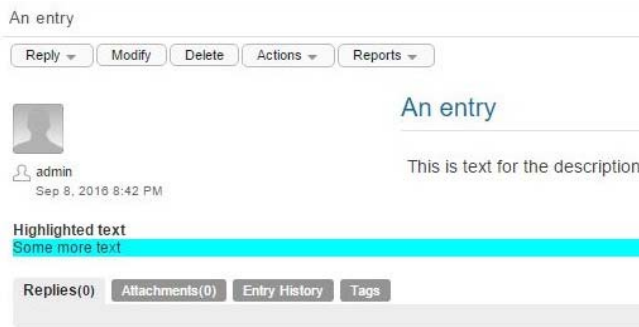 An entry
Reply Modify Delete Actions Reports
An entry
This is text for the description
admin
Sep 8, 2016 8:42 PM
Highlighted text
Some more text
Replies(0) Attachments(0) Entry History Tags